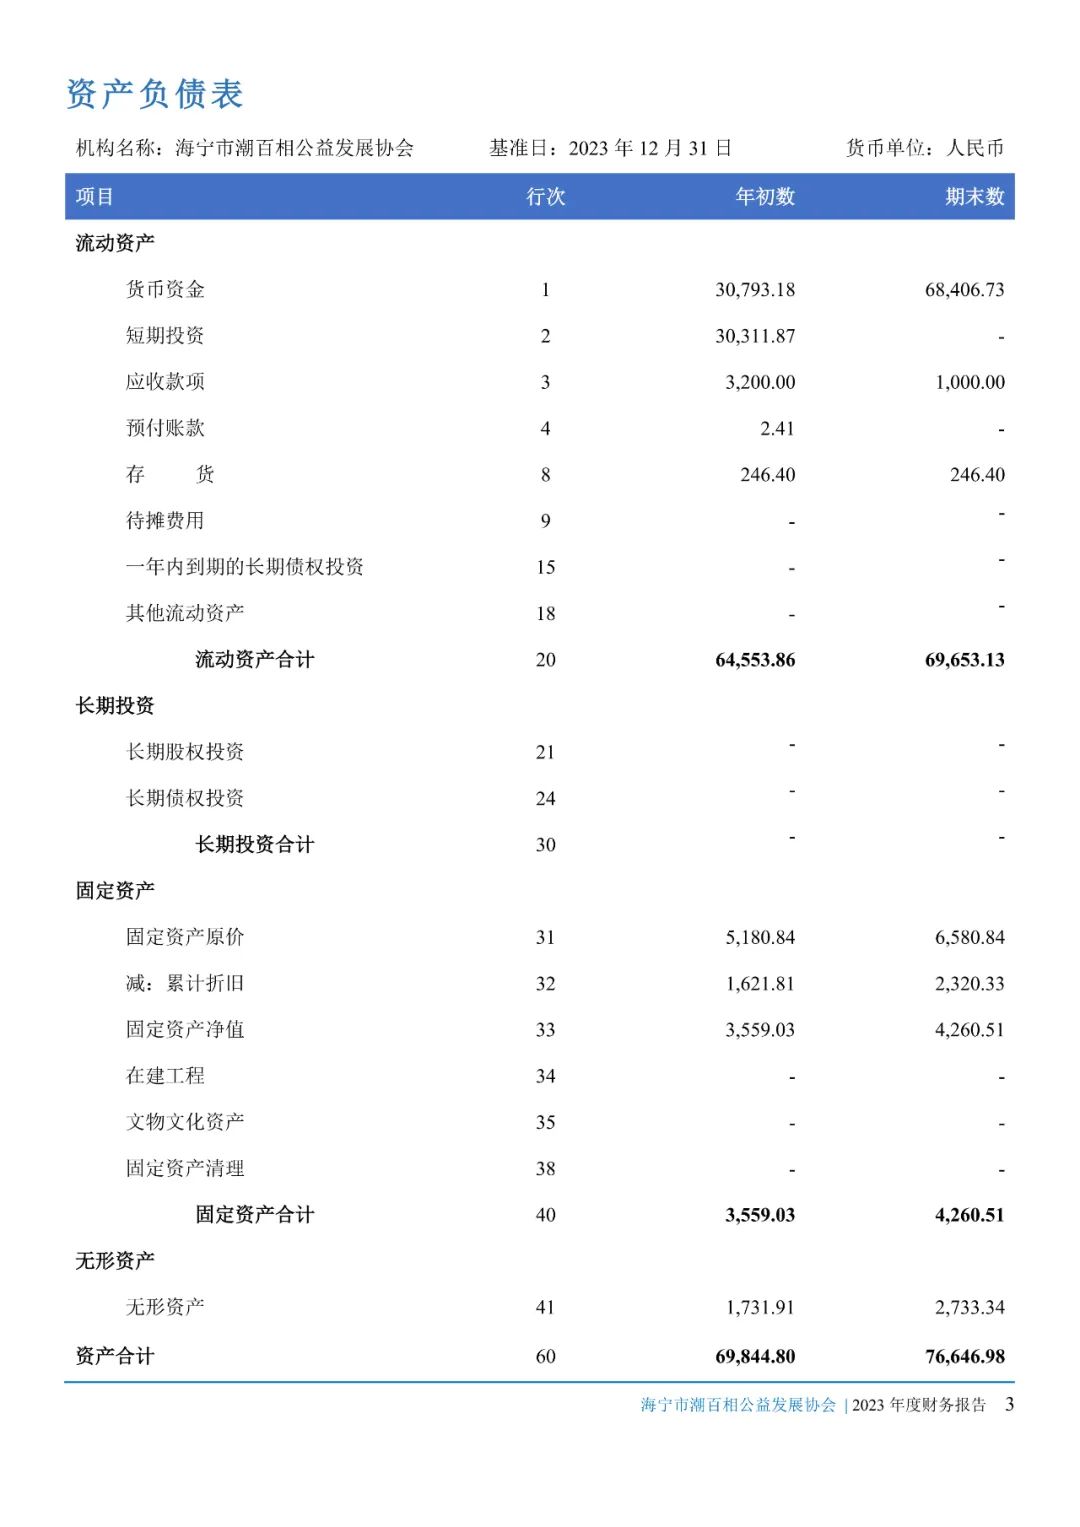 资产负债表
机构名称：海宁市潮百相公益发展协会 基准日：2023 年 12 月 31 日 货币单位：人民币
项目 行次 年初数 期末数
流动资产
货币资金 1 30,793.18 68,406.73
短期投资 2 30,311.87 -
应收款项 3 3,200.00 1,000.00
预付账款 4 2.41 -
存 货 8 246.40 246.40
待摊费用 9 - -
一年内到期的长期债权投资 15 - -
其他流动资产 18 - -
流动资产合计 20 64,553.86 69,653.13
长期投资
长期股权投资 21 - -
长期债权投资 24 - -
长期投资合计 30 - -
固定资产
固定资产原价 31 5,180.84 6,580.84
减：累计折旧 32 1,621.81 2,320.33
固定资产净值 33 3,559.03 4,260.51
在建工程 34 - -
文物文化资产 35 - -
固定资产清理 38 - -
固定资产合计 40 3,559.03 4,260.51
无形资产
无形资产 41 1,731.91 2,733.34
资产合计 60 69,844.80 76,646.98
海宁市潮百相公益发展协会 | 2023 年度财务报告 3